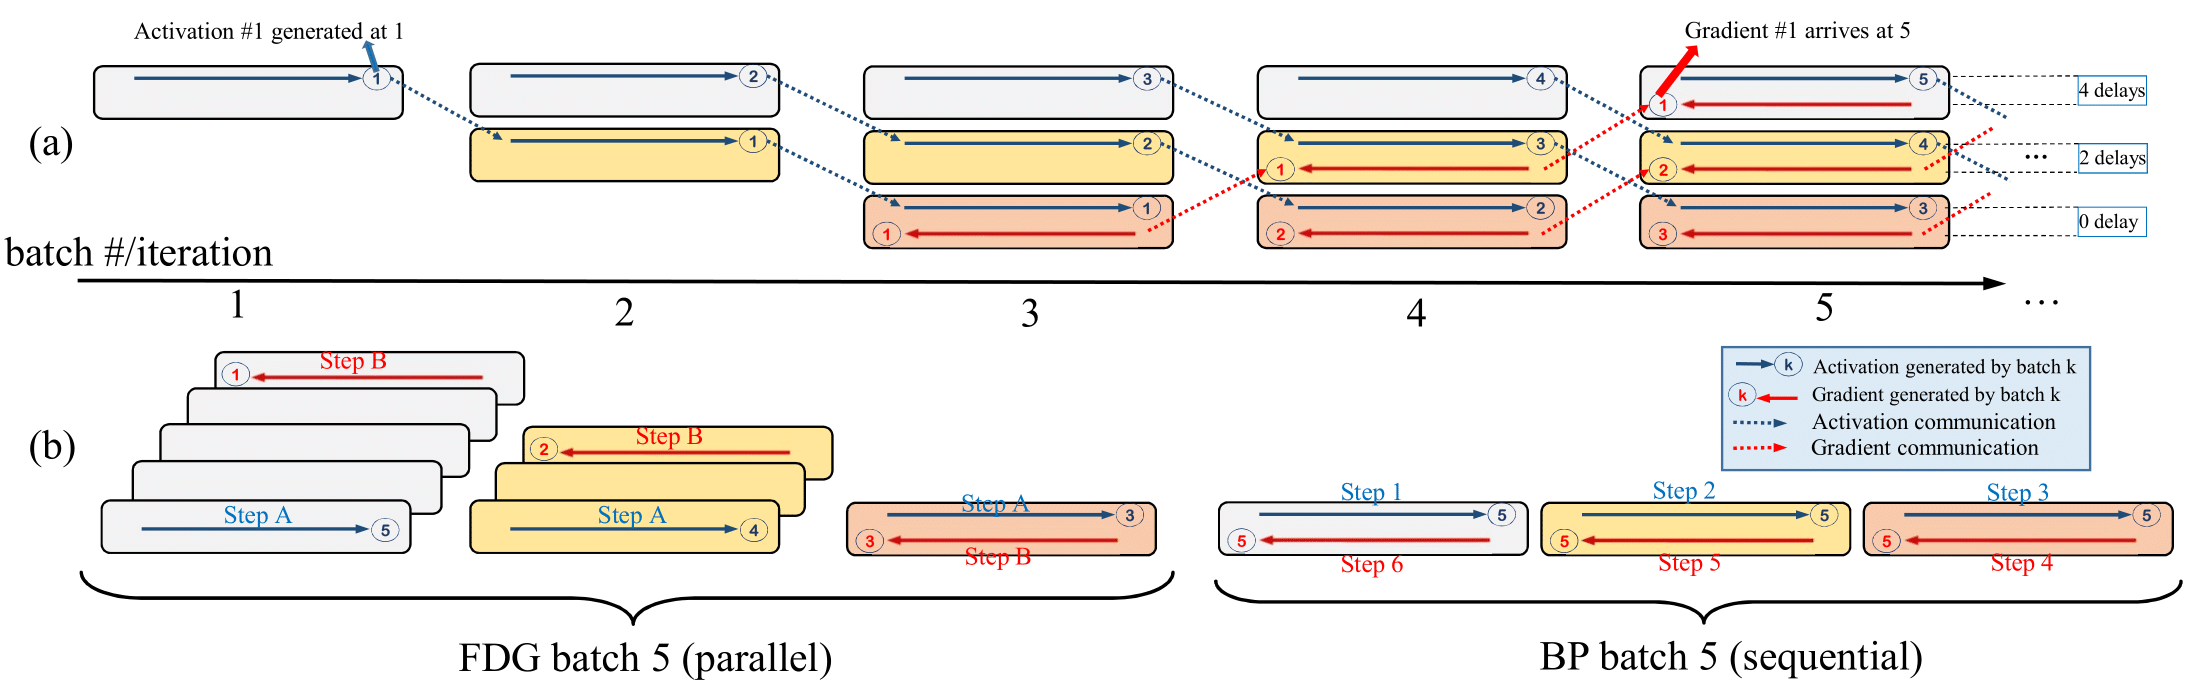 Activation #1 generated at 1
Gradient #1 arrives at 5
(a)
1
2
3
4
5
1
4 delays
1
2
1
3
4
2
...
2 delays
1
1
2
2
3
3
0 delay
batch #/iteration
1
2
3
4
5
...
(b)
Step B
1
Step B
2
Step A
5
Step A
4
Step A
3
3
Step B
k Activation generated by batch k
k Gradient generated by batch k
Activation communication
Gradient communication
Step 1
Step 2
Step 3
5
5
5
5
5
5
Step 6
Step 5
Step 4
FDG batch 5 (parallel)
BP batch 5 (sequential)